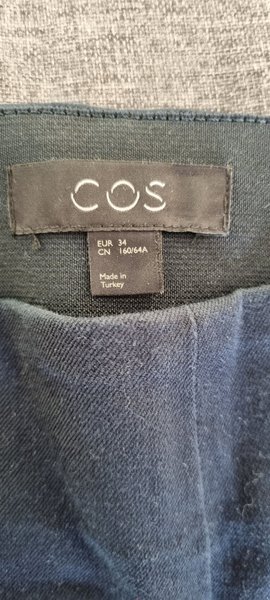 COS
EUR 34
CN 160/64A
Made in
Turkey